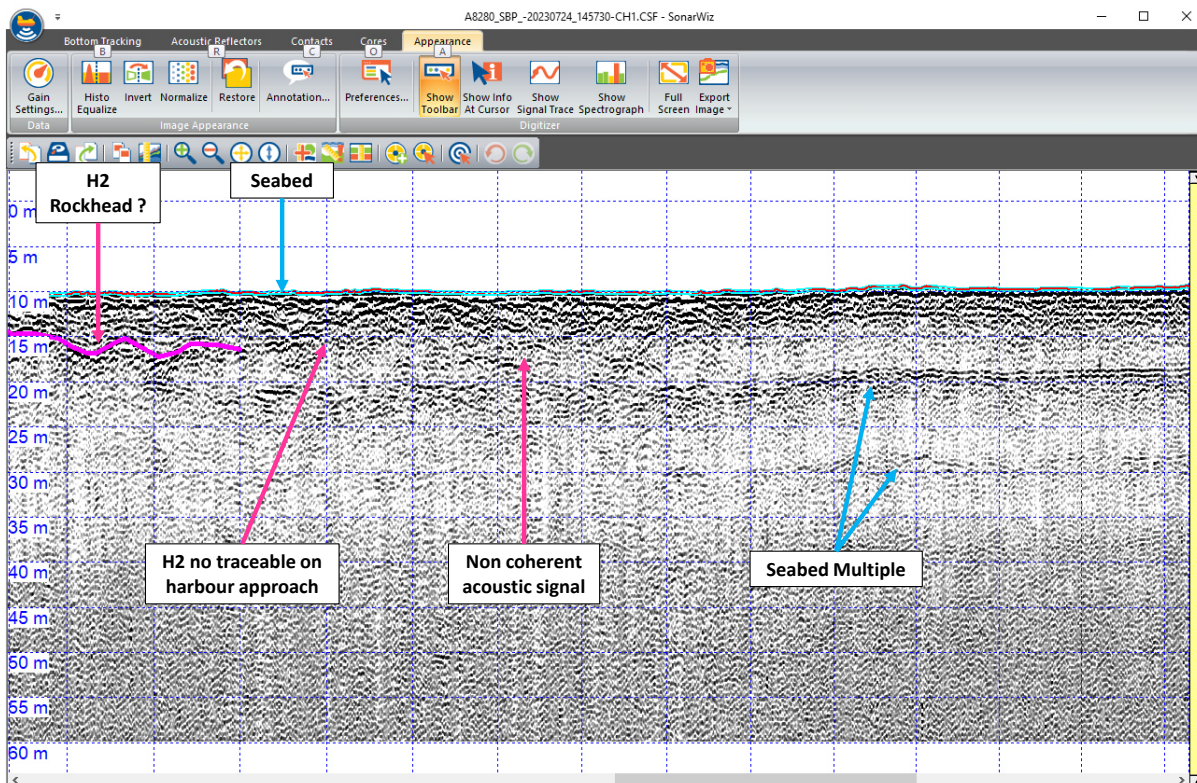 A8280_SBP_-20230724_145730-CH1.CSF - SonarWiz
Bottom Tracking Acoustic Reflectors Contacts Cores Appearance
B R C O A
Gain Settings...
Histo Equalize
Invert
Normalize
Restore
Annotation...
Preferences...
Show Toolbar
Show Info At Cursor
Show Signal Trace
Show Spectrograph
Full Screen
Export Image
Data
Image Appearance
Digitizer
H2
Rockhead ?
Seabed
0 m
5 m
10 m
15 m
20 m
25 m
30 m
35 m
H2 no traceable on
harbour approach
Non coherent
acoustic signal
Seabed Multiple
40 m
45 m
50 m
55 m
60 m